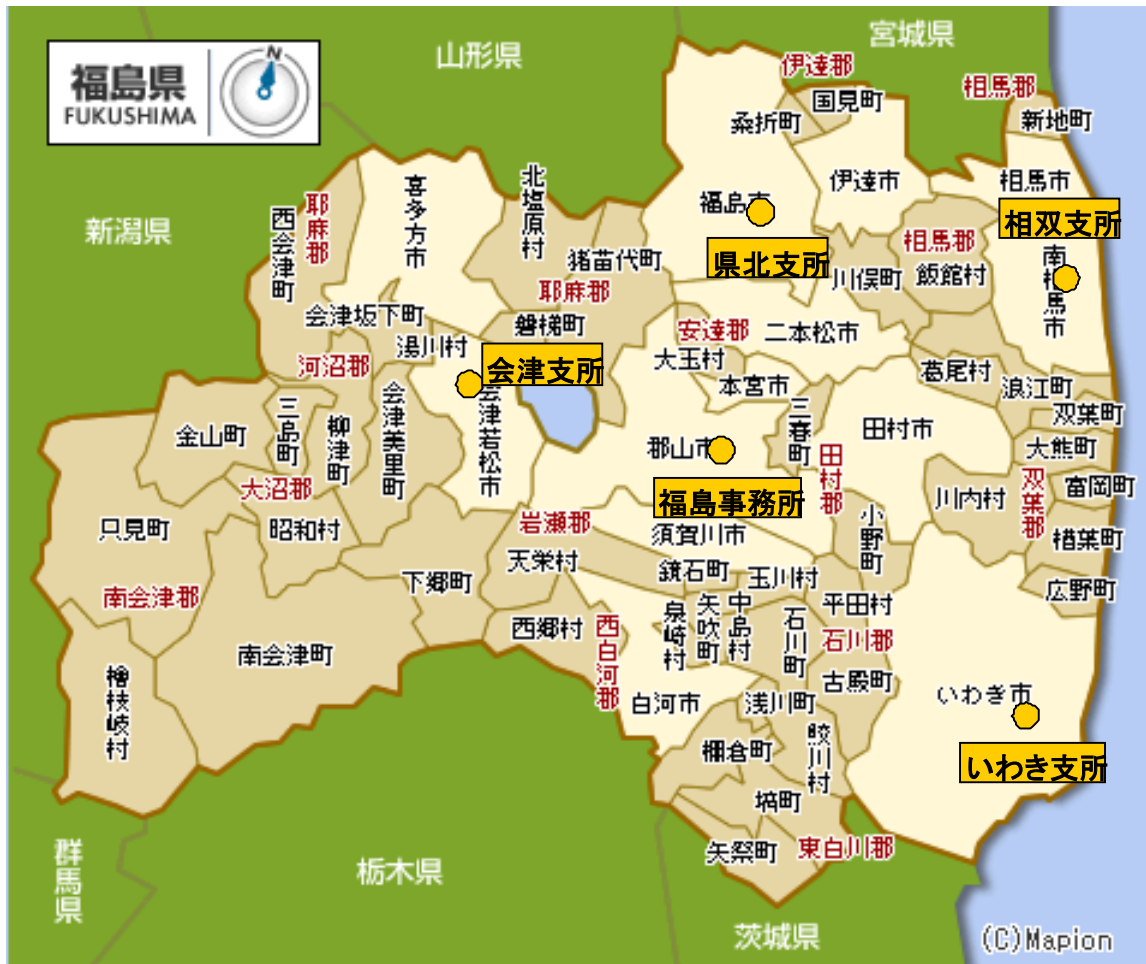 福島県
FUKUSHIMA
N
山形県
宮城県
新潟県
群馬県
栃木県
茨城県
伊達郡
国見町
桑折町
相馬郡
新地町
喜多方市
北塩原村
福島市
伊達市
相馬市
相双支所
耶麻郡
西会津町
猪苗代町
県北支所
相馬郡
川俣町
飯館村
南相馬市
会津坂下町
耶麻郡
磐梯町
安達郡
二本松市
湯川村
河沼郡
会津支所
大玉村
本宮市
葛尾村
浪江町
双葉町
金山町
三島町
柳津町
会津美里町
会津若松市
郡山市
三春町
田村市
大熊町
田村郡
双葉郡
大沼郡
福島事務所
川内村
富岡町
只見町
昭和村
岩瀬郡
須賀川市
小野町
楢葉町
天栄村
鏡石町
玉川村
下郷町
広野町
南会津郡
泉崎村
矢吹町
中島村
石川町
平田村
石川郡
西郷村
西白河郡
南会津町
古殿町
檜枝岐村
白河市
浅川町
いわき市
棚倉町
鮫川村
いわき支所
塙町
矢祭町
東白川郡
(C)Mapion